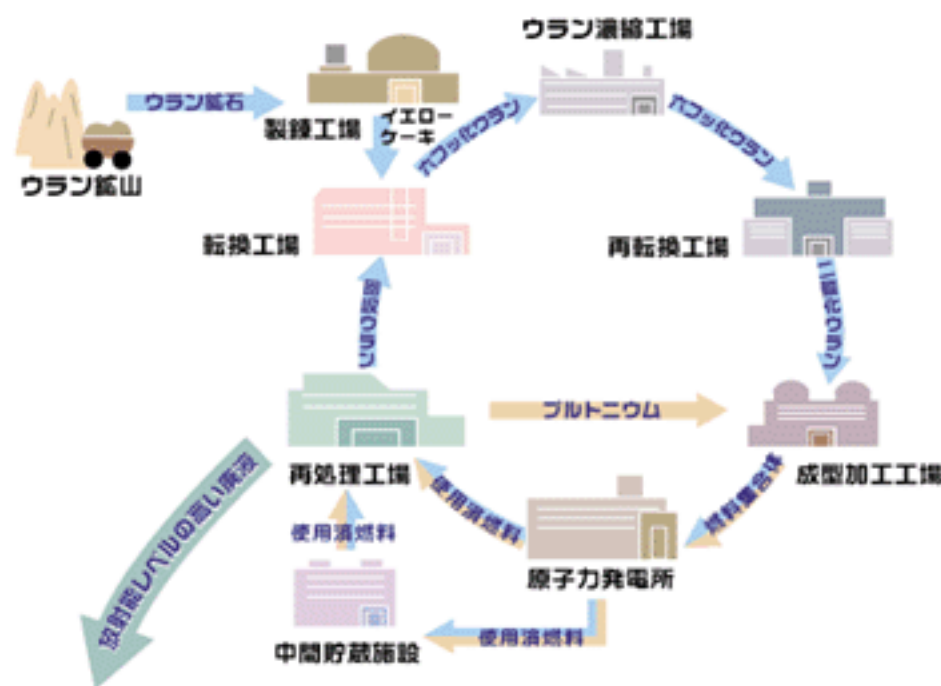 ウラン濃縮工場
ウラン鉱石
イエロー
ケーキ
製錬工場
六フッ化ウラン
六フッ化ウラン
ウラン鉱山
転換工場
再転換工場
回収ウラン
二酸化ウラン
プルトニウム
再処理工場
成型加工工場
使用済燃料
燃料集合体
使用済燃料
原子力発電所
放射能レベルの高い廃液
中間貯蔵施設
使用済燃料